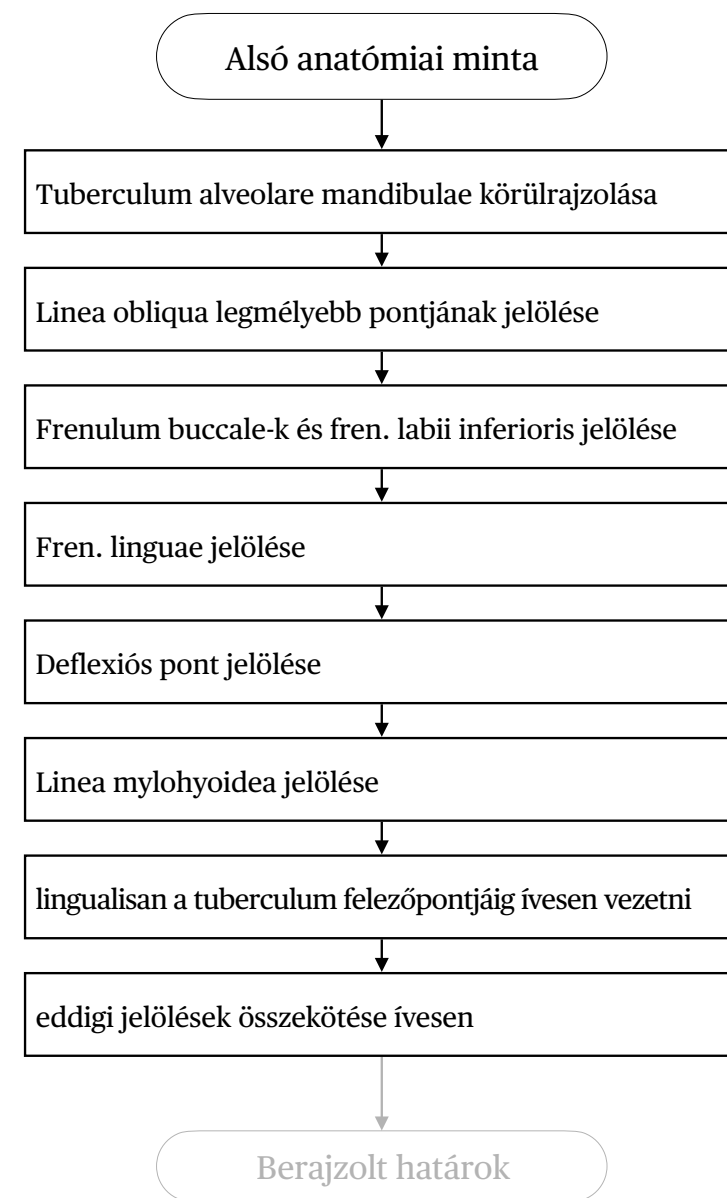 Alsó anatómiai minta
Tuberculum alveolare mandibulae körülrajzolása
Linea obliqua legmélyebb pontjának jelölése
Frenulum buccale-k és fren. labii inferioris jelölése
Fren. linguae jelölése
Deflexiós pont jelölése
Linea mylohyoidea jelölése
lingualisan a tuberculum felezőpontjáig ívesen vezetni
eddigi jelölések összekötése ívesen
Berajzolt határok